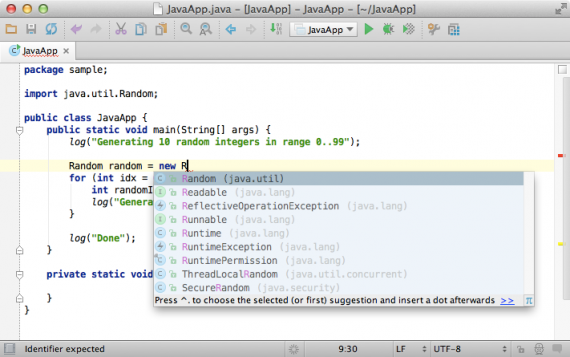 JavaApp.java – [JavaApp] – JavaApp – [~/JavaApp]
JavaApp
JavaApp
package sample;
import java.util.Random;
public class JavaApp {
public static void main(String[] args) {
log("Generating 10 random integers in range 0..99");
Random random = new R
for (int idx =
int randomI
log("Genera
}
log("Done");
}
private static void
}
}
Random (java.util)
Readable (java.lang)
ReflectiveOperationException (java.lang)
Runnable (java.lang)
Runtime (java.lang)
RuntimeException (java.lang)
RuntimePermission (java.lang)
ThreadLocalRandom (java.util.concurrent)
SecureRandom (java.security)
Press ^. to choose the selected (or first) suggestion and insert a dot afterwards >> π
Identifier expected 9:30 LF UTF-8